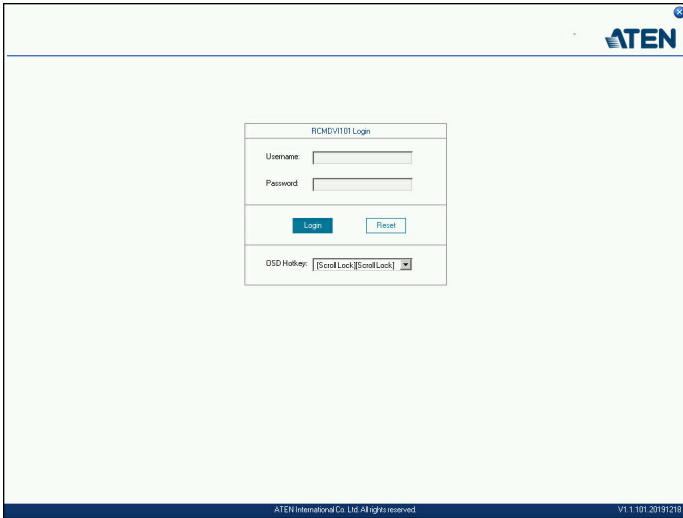 ATEN
RCMDVI101 Login
Username:
Password:
Login Reset
OSD Hotkey: [Scroll Lock][Scroll Lock]
ATEN International Co. Ltd. All rights reserved. V1.1.101.20191218